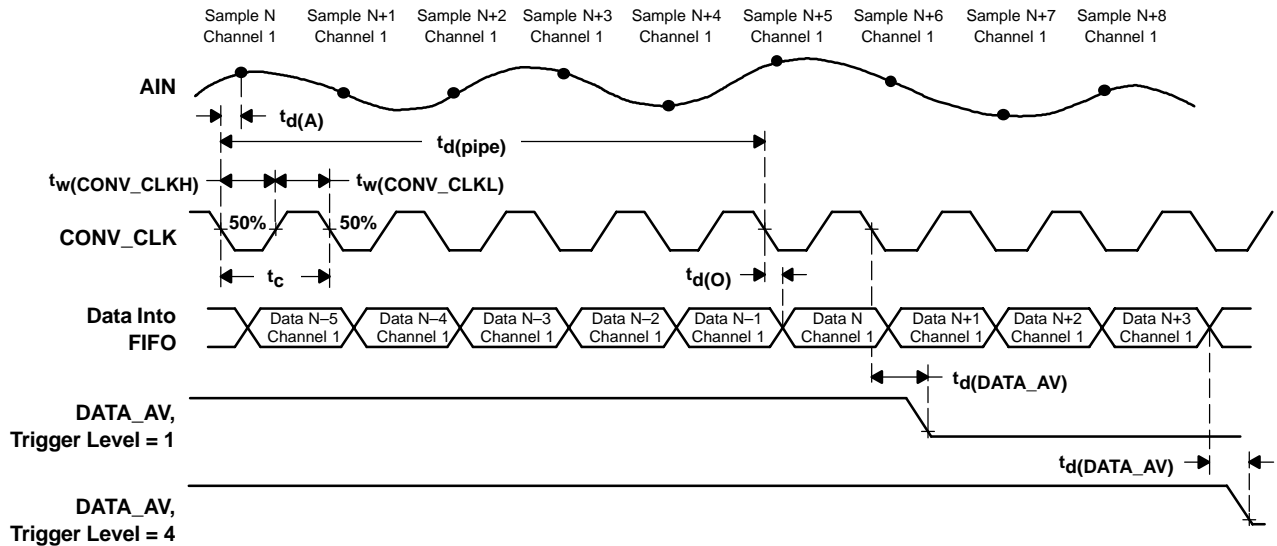 Sample N
Channel 1
Sample N+1
Channel 1
Sample N+2
Channel 1
Sample N+3
Channel 1
Sample N+4
Channel 1
Sample N+5
Channel 1
Sample N+6
Channel 1
Sample N+7
Channel 1
Sample N+8
Channel 1
AIN
td(A)
td(pipe)
tw(CONV_CLKH)
tw(CONV_CLKL)
50%
50%
CONV_CLK
tc
td(O)
Data Into
FIFO
Data N–5
Channel 1
Data N–4
Channel 1
Data N–3
Channel 1
Data N–2
Channel 1
Data N–1
Channel 1
Data N
Channel 1
Data N+1
Channel 1
Data N+2
Channel 1
Data N+3
Channel 1
td(DATA_AV)
DATA_AV,
Trigger Level = 1
td(DATA_AV)
DATA_AV,
Trigger Level = 4